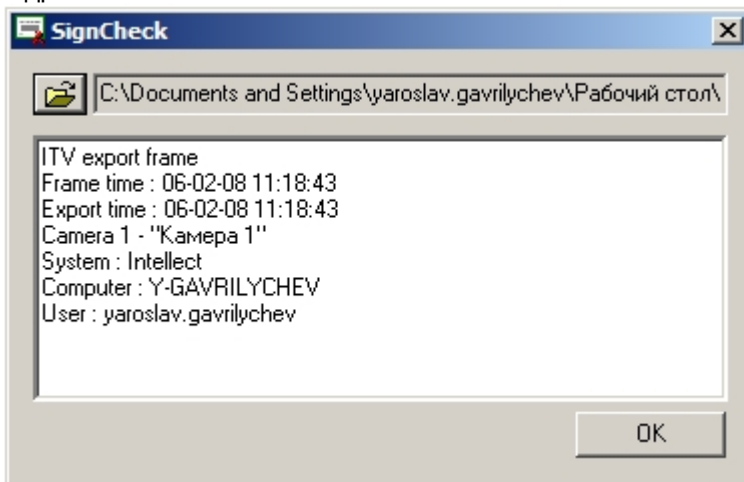 SignCheck
C:\Documents and Settings\yaroslav.gavrilychev\Рабочий стол\
ITV export frame
Frame time : 06-02-08 11:18:43
Export time : 06-02-08 11:18:43
Camera 1 - "Камера 1"
System : Intellect
Computer : Y-GAVRILYCHEV
User : yaroslav.gavrilychev
OK